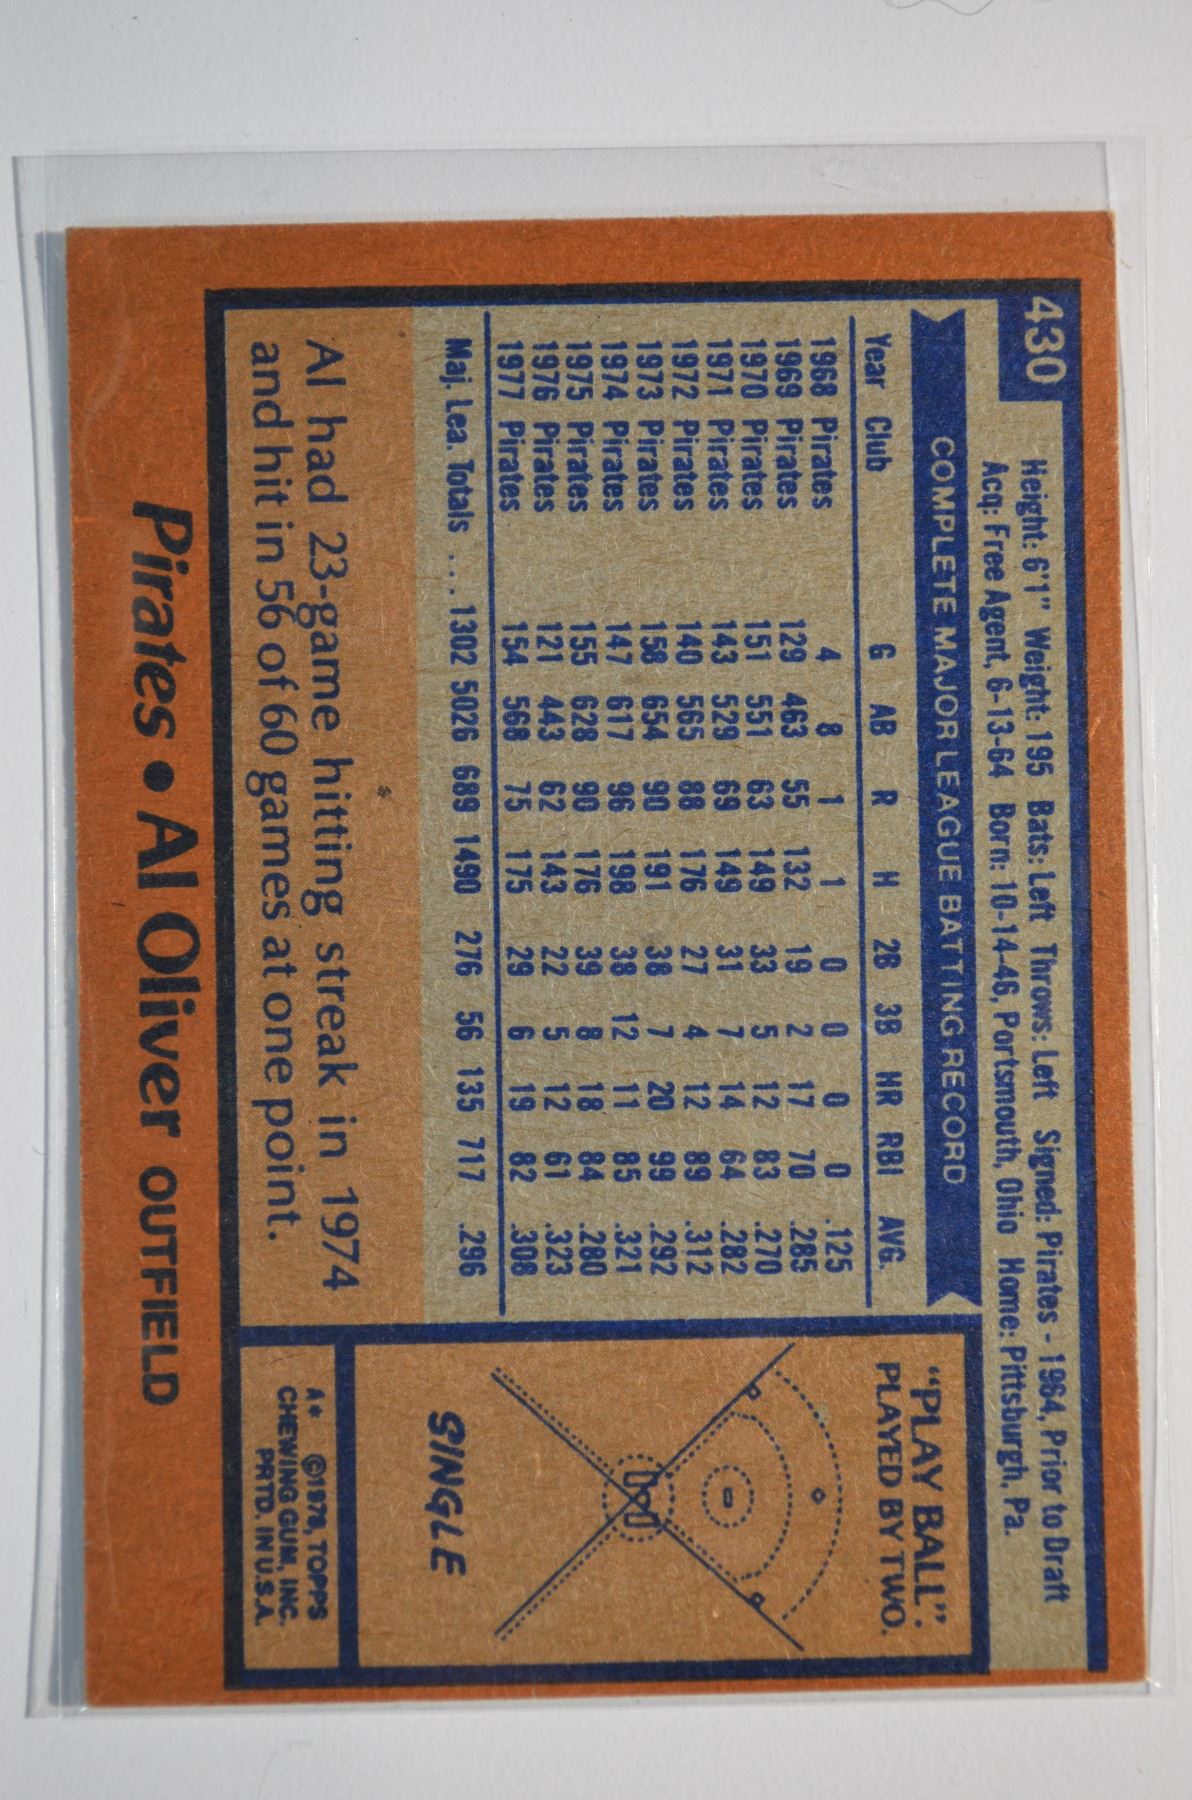 430
Height: 6'1" Weight: 195 Bats: Left Throws: Left Signed: Pirates - 1964, Prior to Draft
Acq: Free Agent, 6-13-64 Born: 10-14-46, Portsmouth, Ohio Home: Pittsburgh, Pa.
COMPLETE MAJOR LEAGUE BATTING RECORD
Year Club G AB R H 2B 3B HR RBI AVG.
1968 Pirates 4 8 1 1 0 0 0 0 .125
1969 Pirates 129 463 55 132 19 2 17 70 .285
1970 Pirates 151 551 63 149 33 5 12 83 .270
1971 Pirates 143 529 69 149 31 7 14 64 .282
1972 Pirates 140 565 88 176 27 4 12 89 .312
1973 Pirates 158 654 90 191 38 7 20 99 .292
1974 Pirates 147 617 96 198 38 12 11 85 .321
1975 Pirates 155 628 90 176 39 8 18 84 .280
1976 Pirates 121 443 62 143 22 5 12 61 .323
1977 Pirates 154 568 75 175 29 6 19 82 .308
Maj. Lea. Totals .... 1302 5026 689 1490 276 56 135 717 .296
Al had 23-game hitting streak in 1974
and hit in 56 of 60 games at one point.
"PLAY BALL":
PLAYED BY TWO.
SINGLE
A* ©1978, TOPPS
CHEWING GUM, INC.
PRTD. IN U.S.A.
Pirates • Al Oliver OUTFIELD